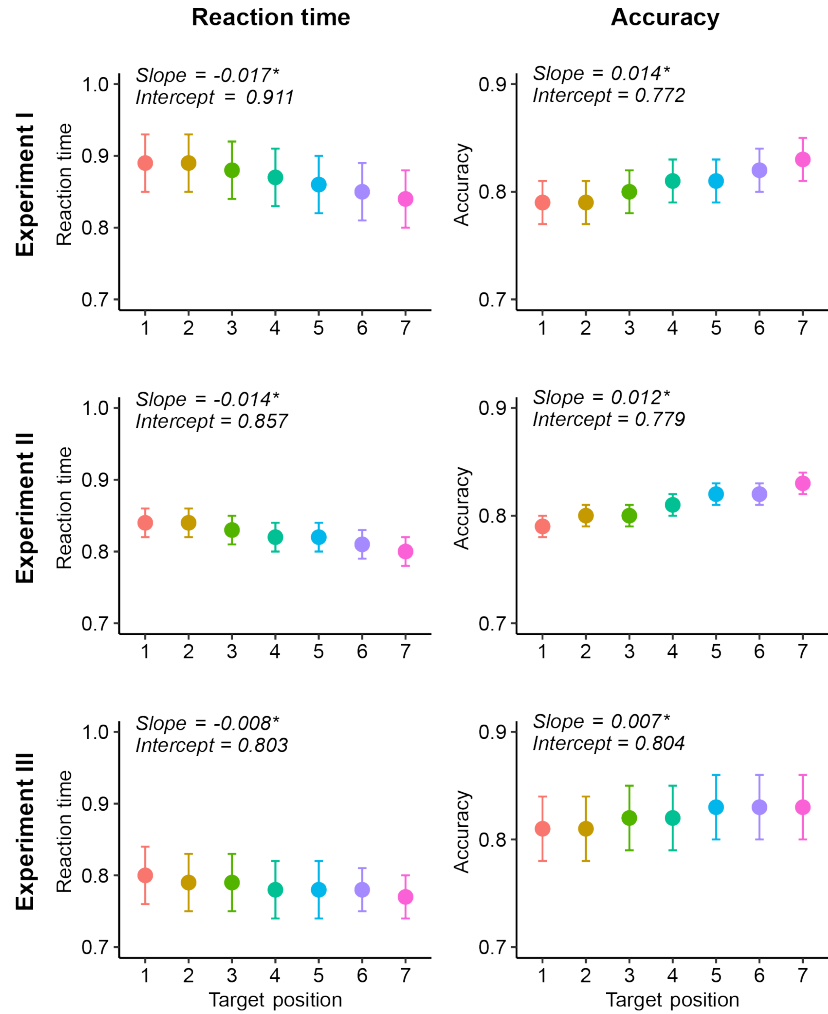 Reaction time
Accuracy
Experiment I
Reaction time
Slope = -0.017*
Intercept = 0.911
1.0
0.9
0.8
0.7
1 2 3 4 5 6 7
Accuracy
Slope = 0.014*
Intercept = 0.772
0.9
0.8
0.7
1 2 3 4 5 6 7
Experiment II
Reaction time
Slope = -0.014*
Intercept = 0.857
1.0
0.9
0.8
0.7
1 2 3 4 5 6 7
Accuracy
Slope = 0.012*
Intercept = 0.779
0.9
0.8
0.7
1 2 3 4 5 6 7
Experiment III
Reaction time
Slope = -0.008*
Intercept = 0.803
1.0
0.9
0.8
0.7
1 2 3 4 5 6 7
Target position
Accuracy
Slope = 0.007*
Intercept = 0.804
0.9
0.8
0.7
1 2 3 4 5 6 7
Target position